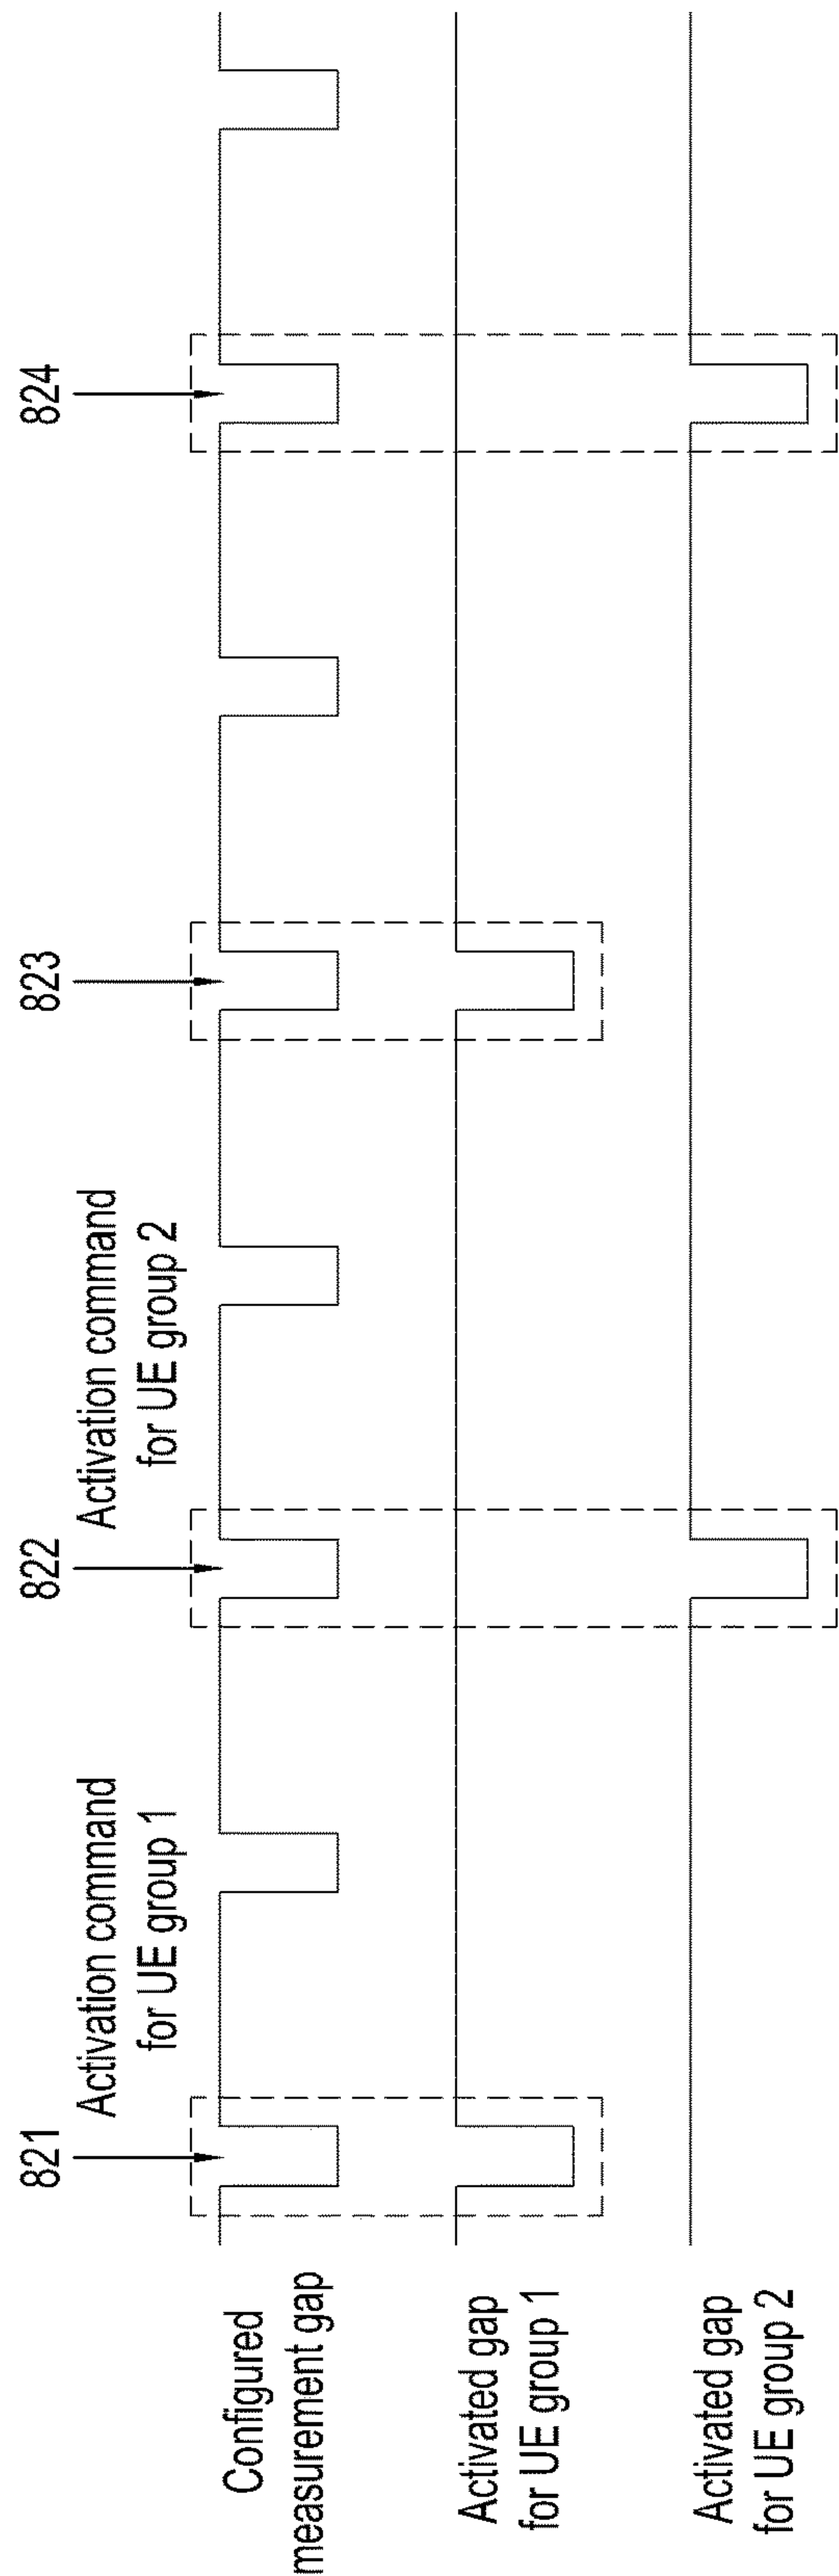 821
Activation command
for UE group 1
822
Activation command
for UE group 2
823
824
Configured
measurement gap
Activated gap
for UE group 1
Activated gap
for UE group 2